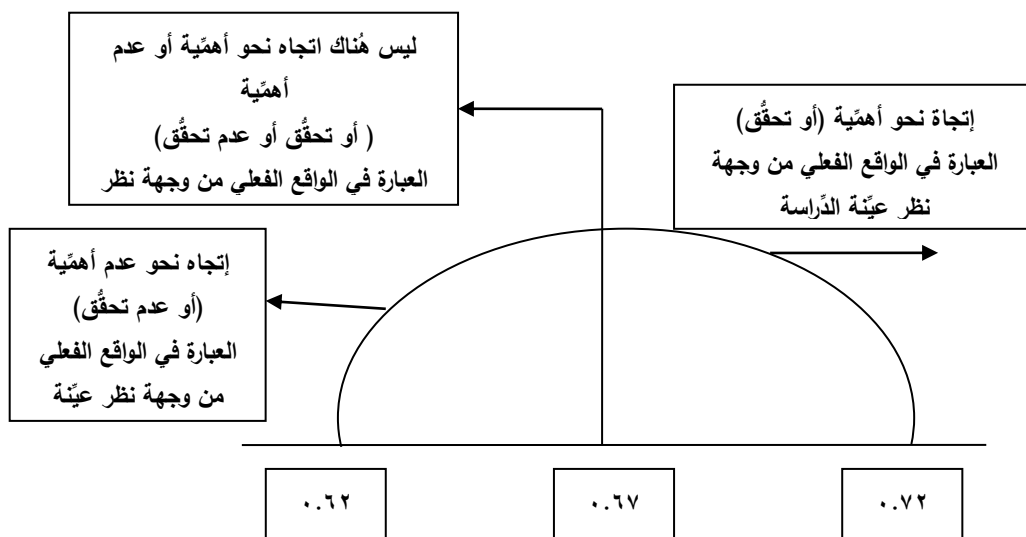 ليس هُناك اتجاه نحو أهمِّية أو عدم
أهمِّية
( أو تحقُّق أو عدم تحقُّق)
العبارة في الواقع الفعلي من وجهة نظر
إتجاة نحو أهمِّية (أو تحقُّق)
العبارة في الواقع الفعلي من وجهة
نظر عيِّنة الدِّراسة
إتجاه نحو عدم أهمِّية
(أو عدم تحقُّق)
العبارة في الواقع الفعلي
من وجهة نظر عيِّنة
٠.٦٢
٠.٦٧
٠.٧٢